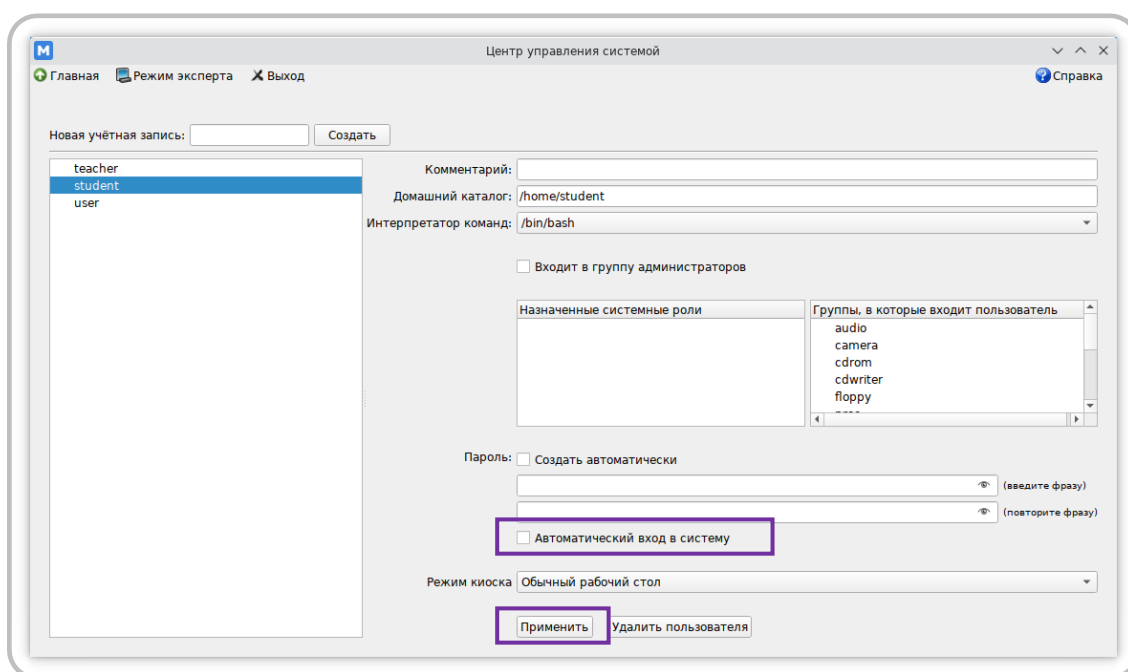 M Центр управления системой
Главная Режим эксперта Выход Справка
Новая учётная запись: Создать
teacher
student
user
Комментарий:
Домашний каталог: /home/student
Интерпретатор команд: /bin/bash
Входит в группу администраторов
Назначенные системные роли
Группы, в которые входит пользователь
audio
camera
cdrom
cdwriter
floppy
Пароль: Создать автоматически
(введите фразу)
(повторите фразу)
Автоматический вход в систему
Режим киоска Обычный рабочий стол
Применить Удалить пользователя